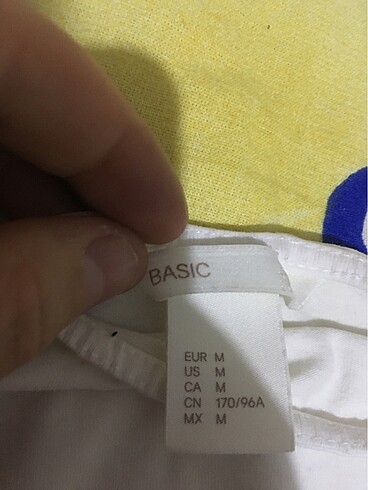 BASIC
EUR M
US M
CA M
CN 170/96A
MX M